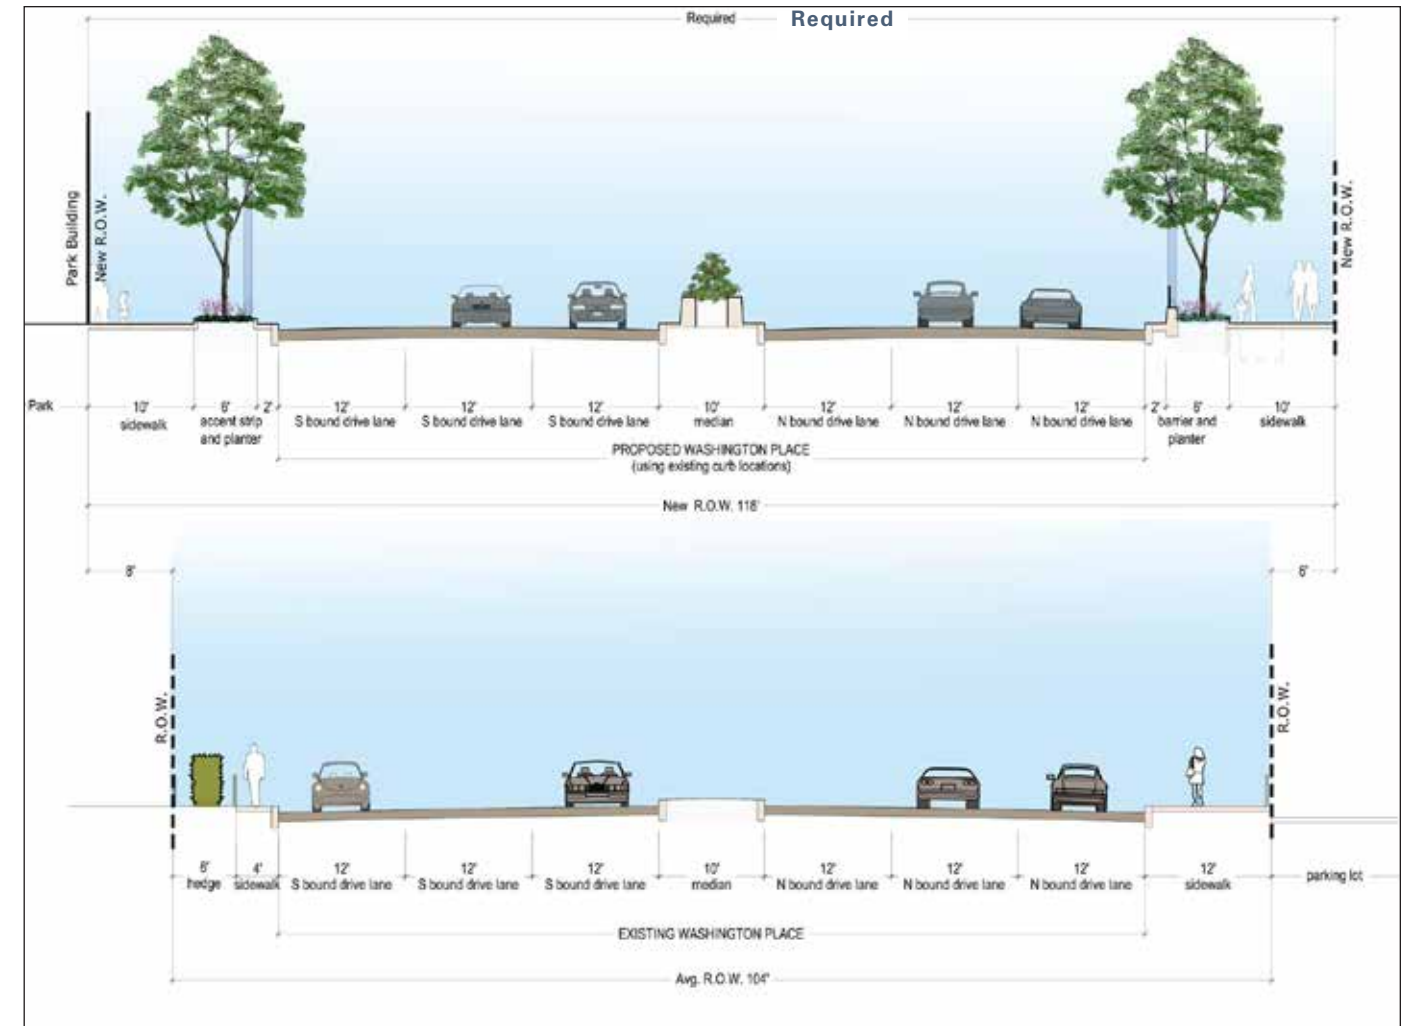 Required Required
Park Building
New R.O.W.
New R.O.W.
Park
10' 6' 2' 12' 12' 12' 10' 12' 12' 12' 2' 6' 10'
sidewalk accent strip S bound drive lane S bound drive lane S bound drive lane median N bound drive lane N bound drive lane N bound drive lane barrier and sidewalk
and planter planter
PROPOSED WASHINGTON PLACE
(using existing curb locations)
New R.O.W. 118'
8' 6'
R.O.W.
R.O.W.
6' 4' 12' 12' 12' 10' 12' 12' 12' 12'
hedge sidewalk S bound drive lane S bound drive lane S bound drive lane median N bound drive lane N bound drive lane N bound drive lane sidewalk parking lot
EXISTING WASHINGTON PLACE
Avg. R.O.W. 104'